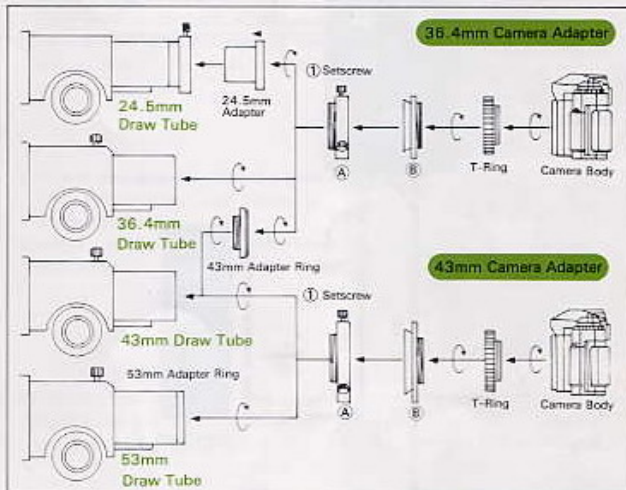 36.4mm Camera Adapter
① Setscrew
24.5mm
Draw Tube
24.5mm
Adapter
Ⓐ
Ⓑ
T-Ring
Camera Body
36.4mm
Draw Tube
43mm Adapter Ring
43mm Camera Adapter
① Setscrew
43mm Draw Tube
53mm Adapter Ring
Ⓐ
Ⓑ
T-Ring
Camera Body
53mm
Draw Tube